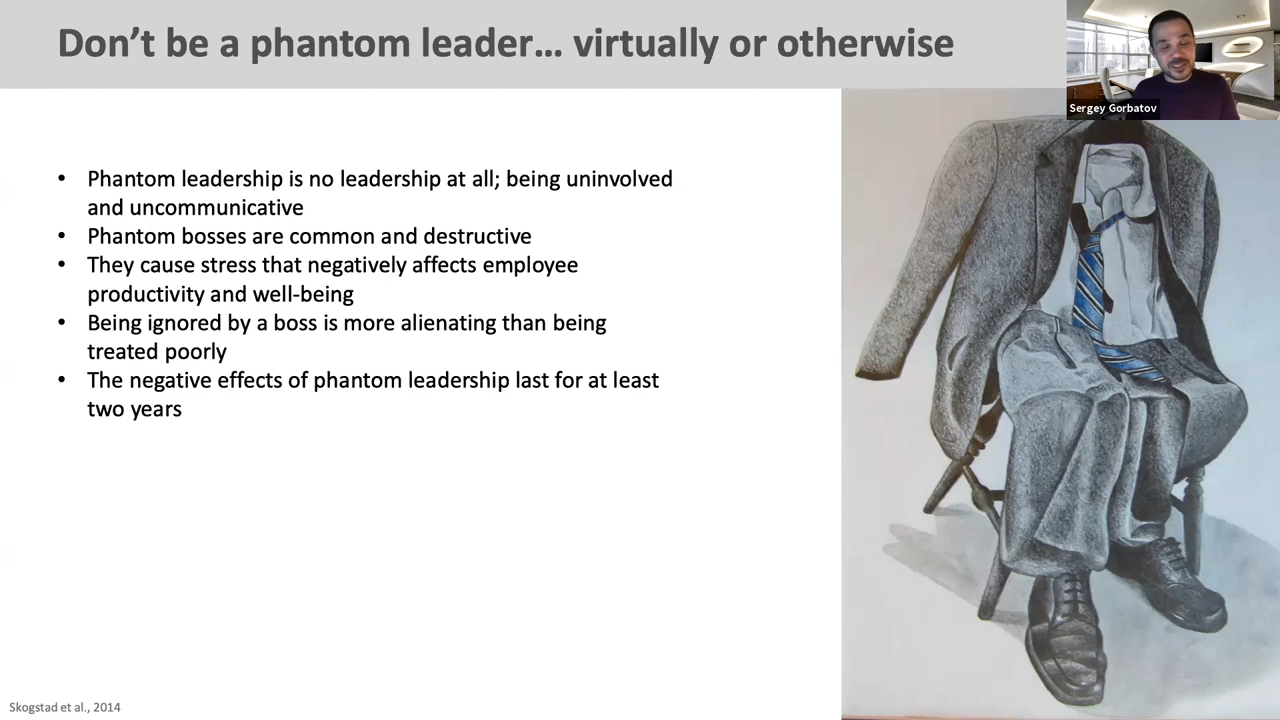 Don’t be a phantom leader… virtually or otherwise
Sergey Gorbatov
• Phantom leadership is no leadership at all; being uninvolved
and uncommunicative
• Phantom bosses are common and destructive
• They cause stress that negatively affects employee
productivity and well-being
• Being ignored by a boss is more alienating than being
treated poorly
• The negative effects of phantom leadership last for at least
two years
Skogstad et al., 2014